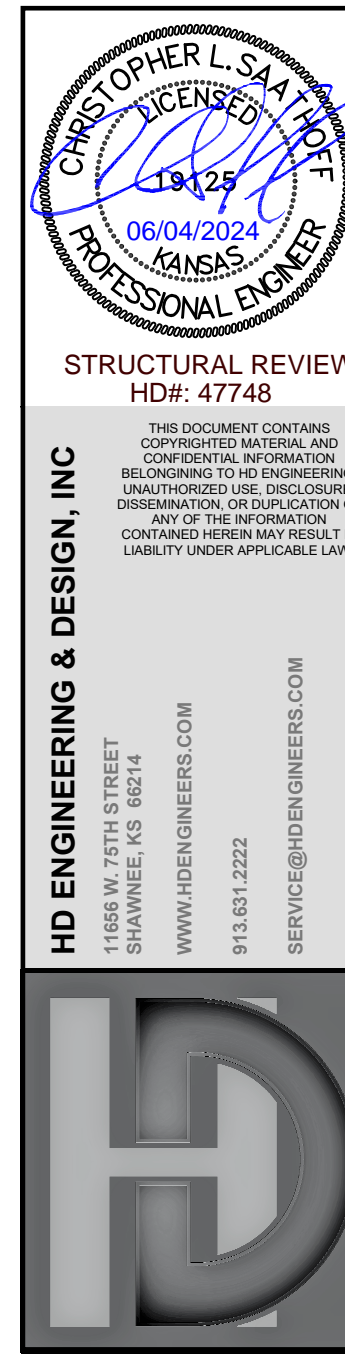 CHRISTOPHER L. SAATHOFF
LICENSED
19125
06/04/2024
KANSAS
PROFESSIONAL ENGINEER
STRUCTURAL REVIEW
HD#: 47748
THIS DOCUMENT CONTAINS
COPYRIGHTED MATERIAL AND
CONFIDENTIAL INFORMATION
BELONGINING TO HD ENGINEERING
UNAUTHORIZED USE, DISCLOSURE
DISSEMINATION, OR DUPLICATION
ANY OF THE INFORMATION
CONTAINED HEREIN MAY RESULT
LIABILITY UNDER APPLICABLE LAW
HD ENGINEERING & DESIGN, INC
11656 W. 75TH STREET
SHAWNEE, KS 66214
WWW.HDENGINEERS.COM
913.631.2222
SERVICE@HDENGINEERS.COM
HD